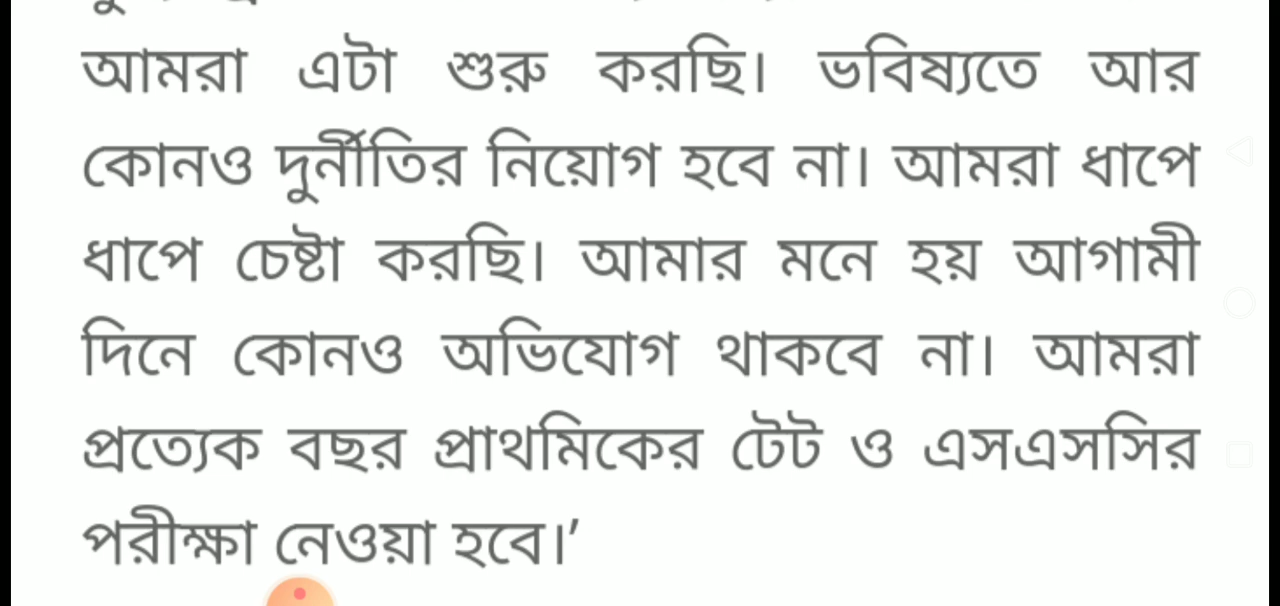 আমরা এটা শুরু করছি। ভবিষ্যতে আর
কোনও দুর্নীতির নিয়োগ হবে না। আমরা ধাপে
ধাপে চেষ্টা করছি। আমার মনে হয় আগামী
দিনে কোনও অভিযোগ থাকবে না। আমরা
প্রত্যেক বছর প্রাথমিকের টেট ও এসএসসির
পরীক্ষা নেওয়া হবে।’